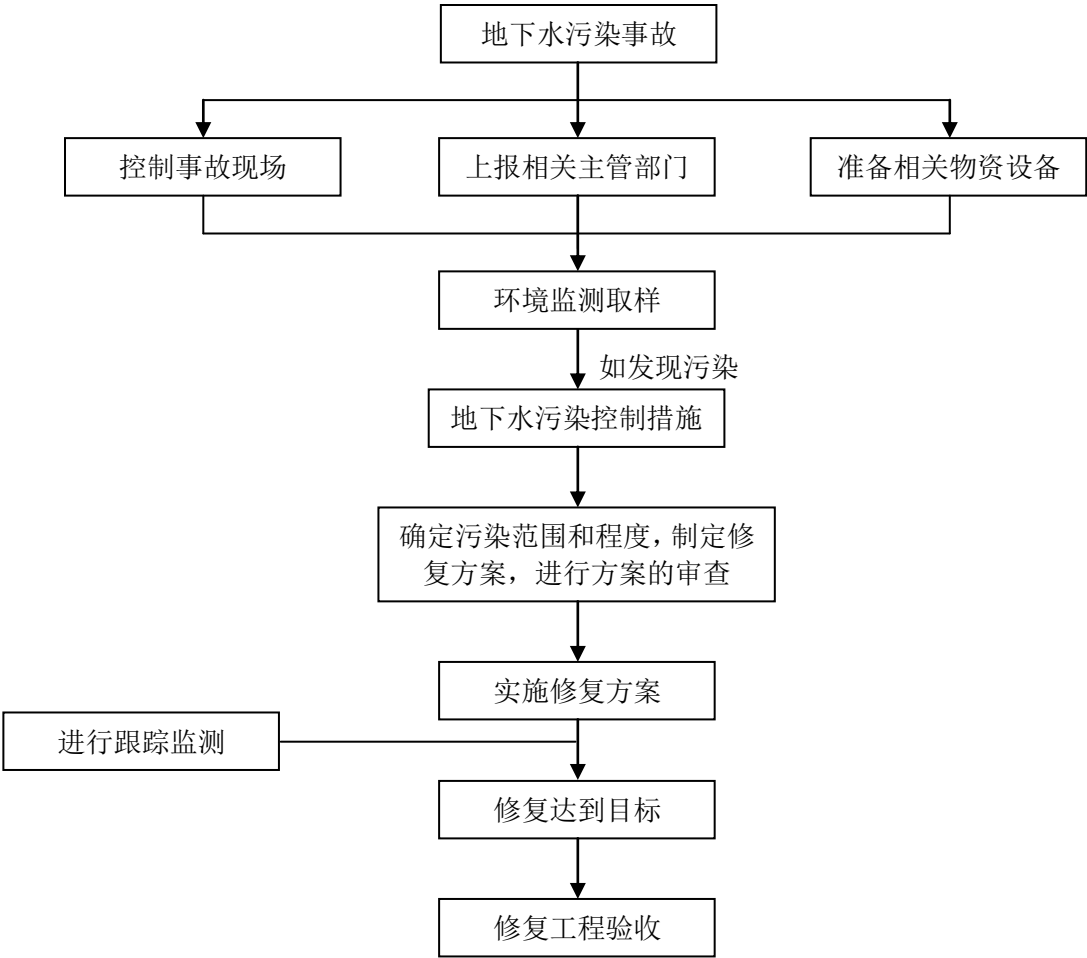 地下水污染事故
控制事故现场
上报相关主管部门
准备相关物资设备
环境监测取样
如发现污染
地下水污染控制措施
确定污染范围和程度，制定修
复方案，进行方案的审查
实施修复方案
进行跟踪监测
修复达到目标
修复工程验收